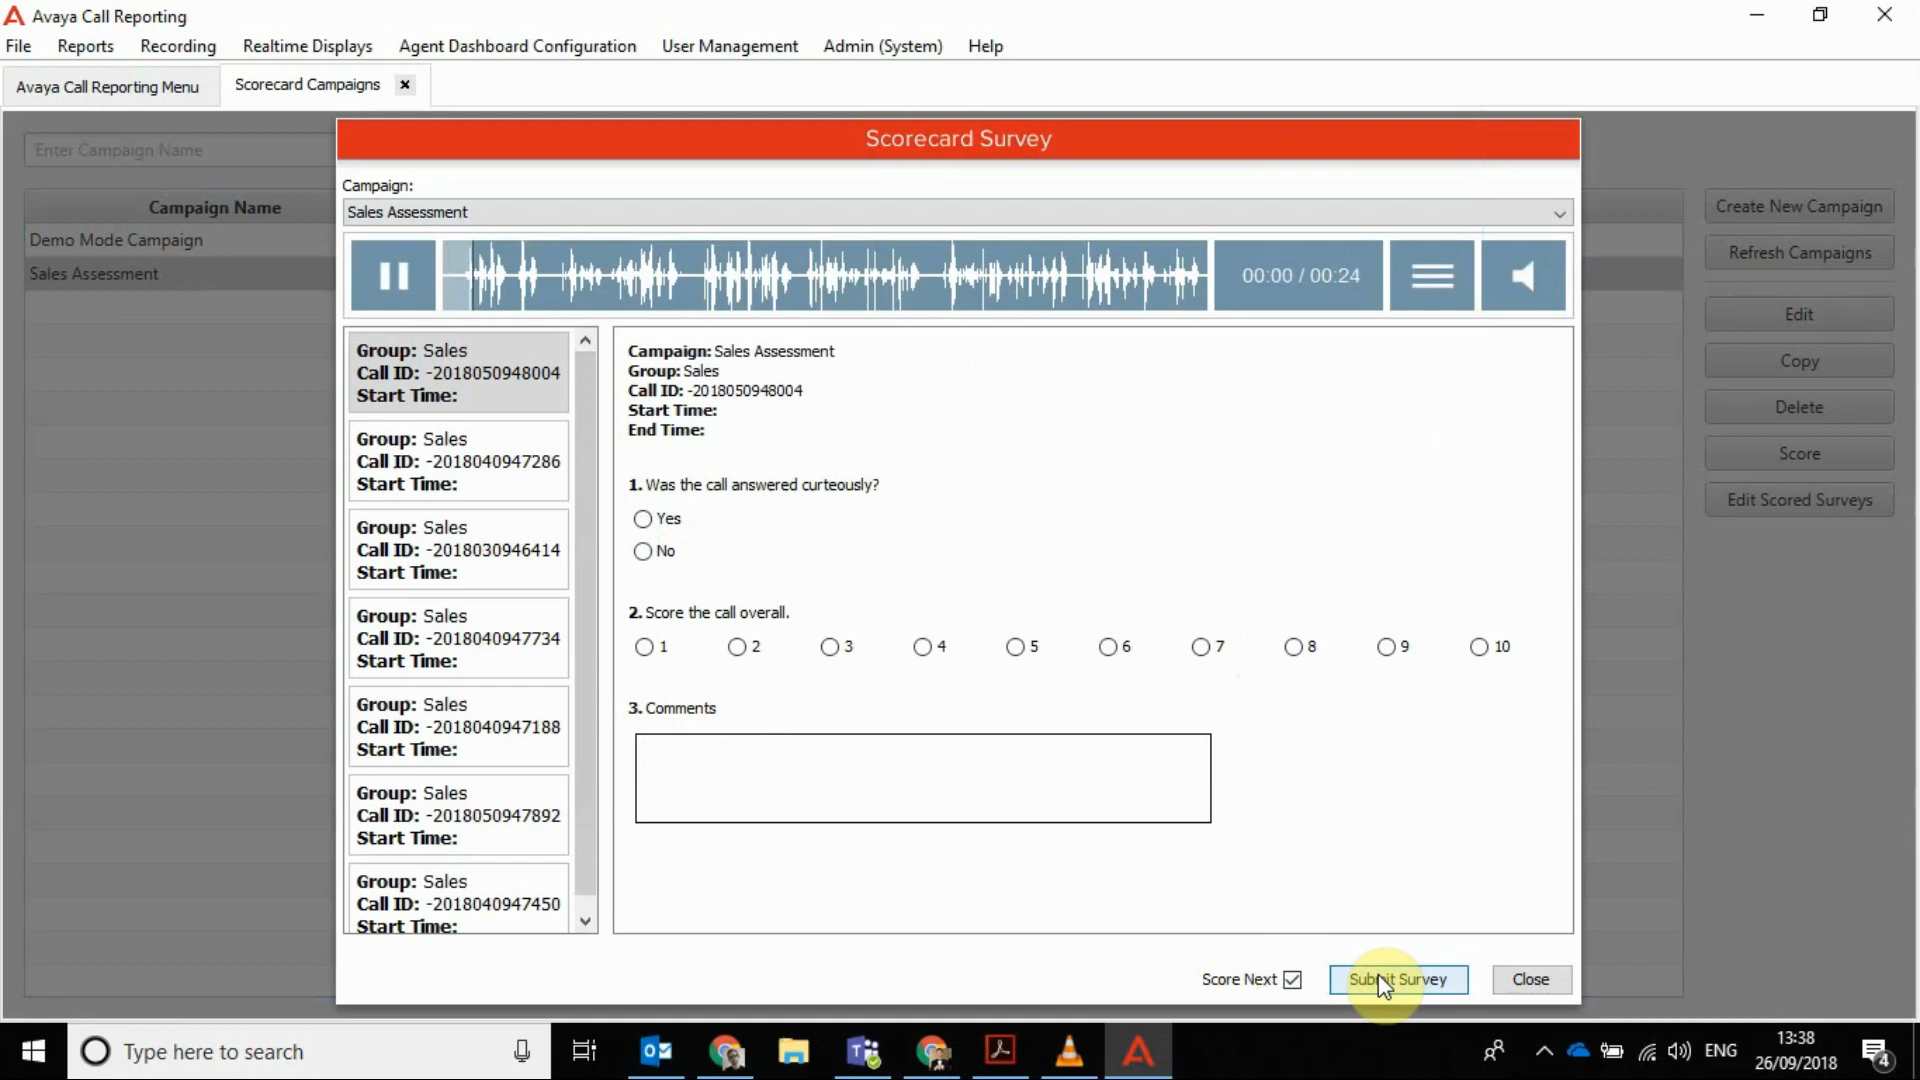 Avaya Call Reporting
File Reports Recording Realtime Displays Agent Dashboard Configuration User Management Admin (System) Help
Avaya Call Reporting Menu Scorecard Campaigns
Enter Campaign Name
Scorecard Survey
Campaign:
Sales Assessment
Campaign Name
Demo Mode Campaign
Sales Assessment
00:00 / 00:24
Create New Campaign
Refresh Campaigns
Edit
Copy
Delete
Score
Edit Scored Surveys
Group: Sales
Call ID: -2018050948004
Start Time:
Group: Sales
Call ID: -2018040947286
Start Time:
Group: Sales
Call ID: -2018030946414
Start Time:
Group: Sales
Call ID: -2018040947734
Start Time:
Group: Sales
Call ID: -2018040947188
Start Time:
Group: Sales
Call ID: -2018050947892
Start Time:
Group: Sales
Call ID: -2018040947450
Start Time:
Campaign: Sales Assessment
Group: Sales
Call ID: -2018050948004
Start Time:
End Time:
1. Was the call answered curteously?
Yes
No
2. Score the call overall.
1 2 3 4 5 6 7 8 9 10
3. Comments
Score Next Submit Survey Close
Type here to search
ENG
13:38
26/09/2018
4